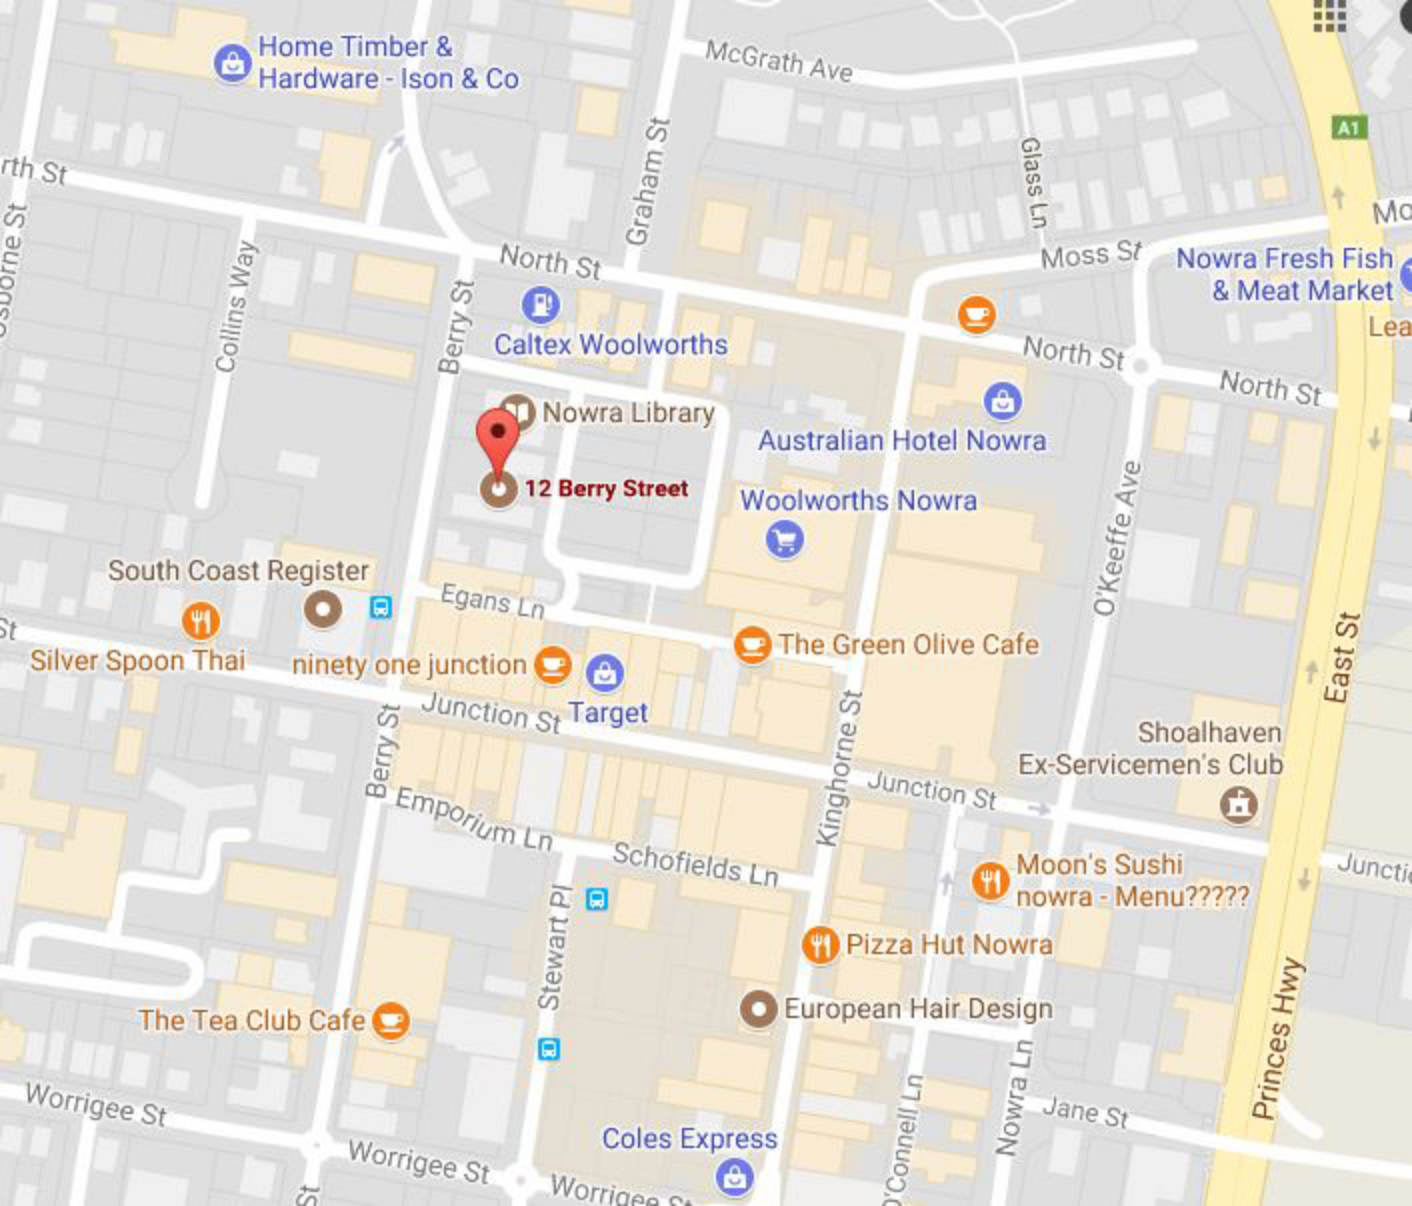 Home Timber &
Hardware - Ison & Co
McGrath Ave
A1
Graham St
Glass Ln
rth St
Mo
Moss St
Nowra Fresh Fish
& Meat Market
Lea
sborne St
Collins Way
North St
Berry St
Caltex Woolworths
North St
North St
Nowra Library
Australian Hotel Nowra
12 Berry Street
Woolworths Nowra
O'Keeffe Ave
South Coast Register
Egans Ln
St
Silver Spoon Thai
ninety one junction
The Green Olive Cafe
East St
Target
Junction St
Berry St
Kinghorne St
Shoalhaven
Ex-Servicemen's Club
Junction St
Emporium Ln
Schofields Ln
Juncti
Moon's Sushi
nowra - Menu?????
Stewart Pl
Pizza Hut Nowra
European Hair Design
The Tea Club Cafe
Princes Hwy
Worrigee St
Nowra Ln
Jane St
O'Connell Ln
Coles Express
Worrigee St
Worrigee St
St